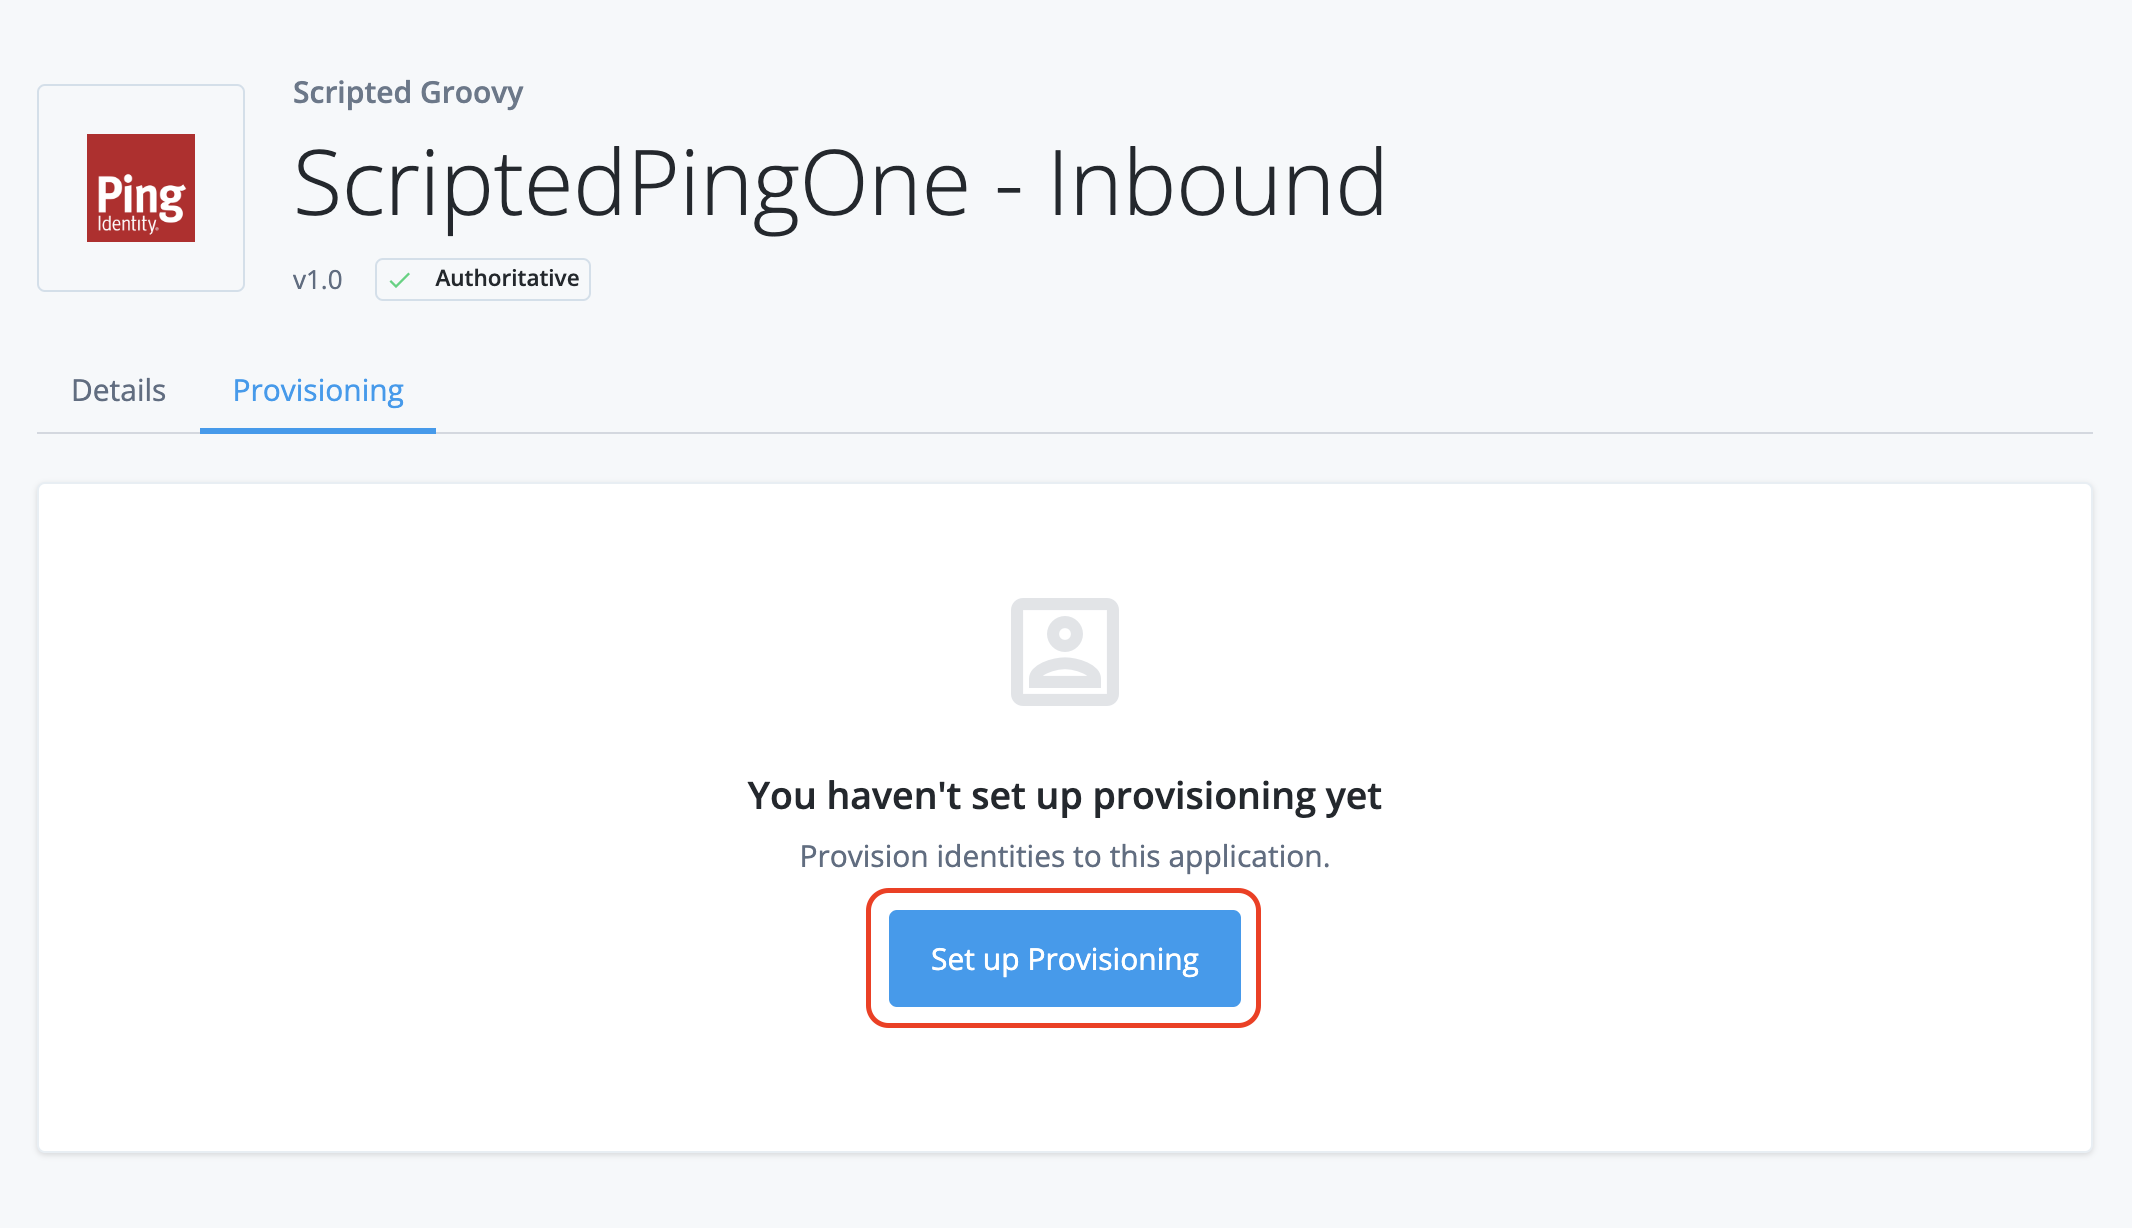 Scripted Groovy
Ping
Identity.
ScriptedPingOne - Inbound
v1.0
Authoritative
Details
Provisioning
You haven't set up provisioning yet
Provision identities to this application.
Set up Provisioning